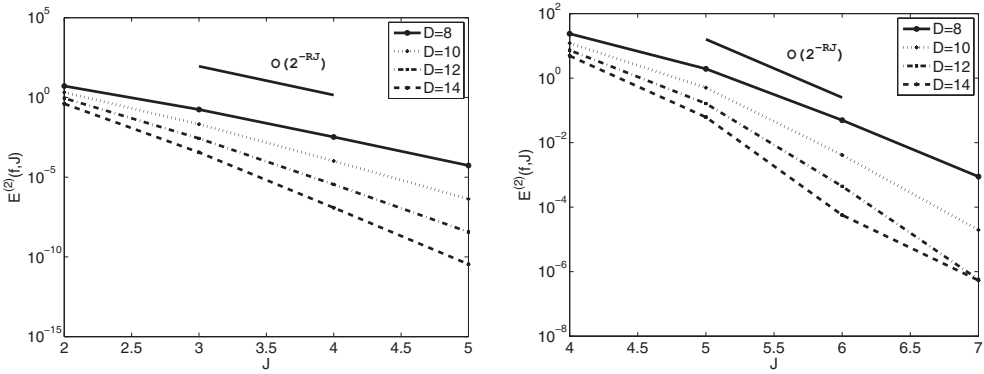 10^5
10^0
10^-5
10^-10
10^-15
E^(2)(f,J)
2 2.5 3 3.5 4 4.5 5
J
O(2^-RJ)
D=8
D=10
D=12
D=14
10^2
10^0
10^-2
10^-4
10^-6
10^-8
E^(2)(f,J)
4 4.5 5 5.5 6 6.5 7
J
O(2^-RJ)
D=8
D=10
D=12
D=14